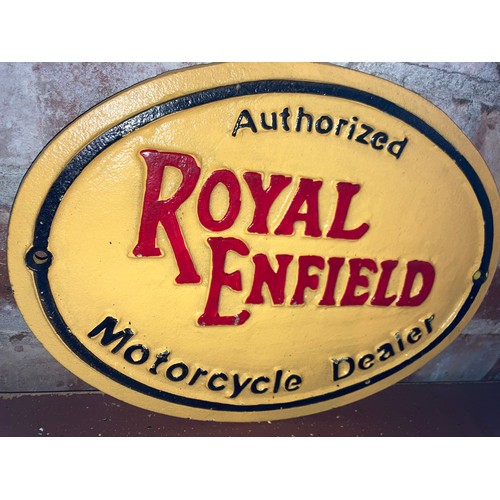 Authorized
ROYAL
ENFIELD
Motorcycle Dealer